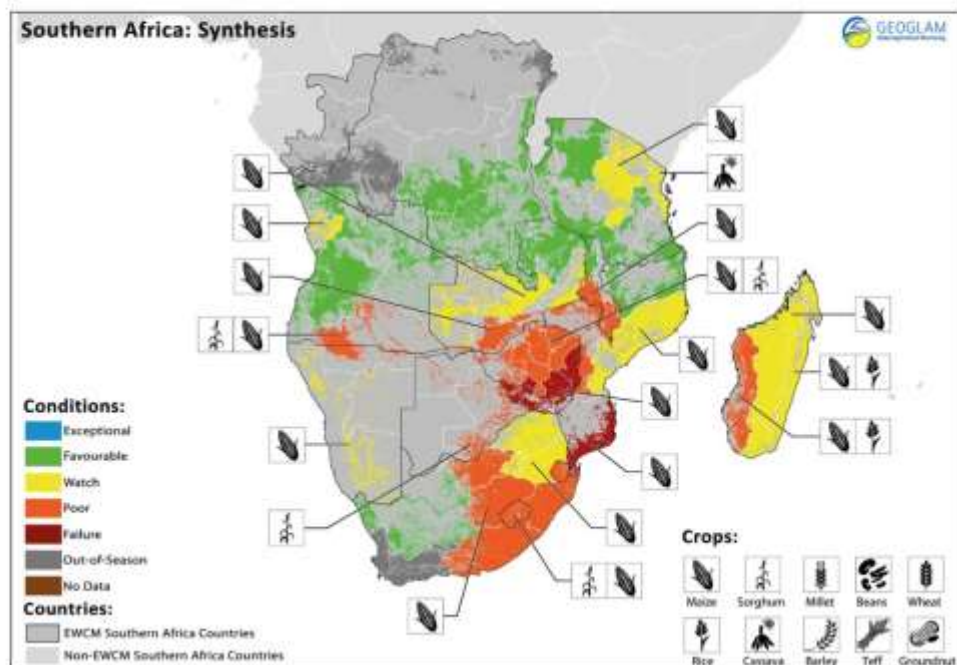 Southern Africa: Synthesis
GEOGLAM
Conditions:
Exceptional
Favourable
Watch
Poor
Failure
Out-of-Season
No Data
Countries:
EWCM Southern Africa Countries
Non-EWCM Southern Africa Countries
Crops:
Maize Sorghum Millet Beans Wheat
Rice Cassava Barley Teff Groundnut